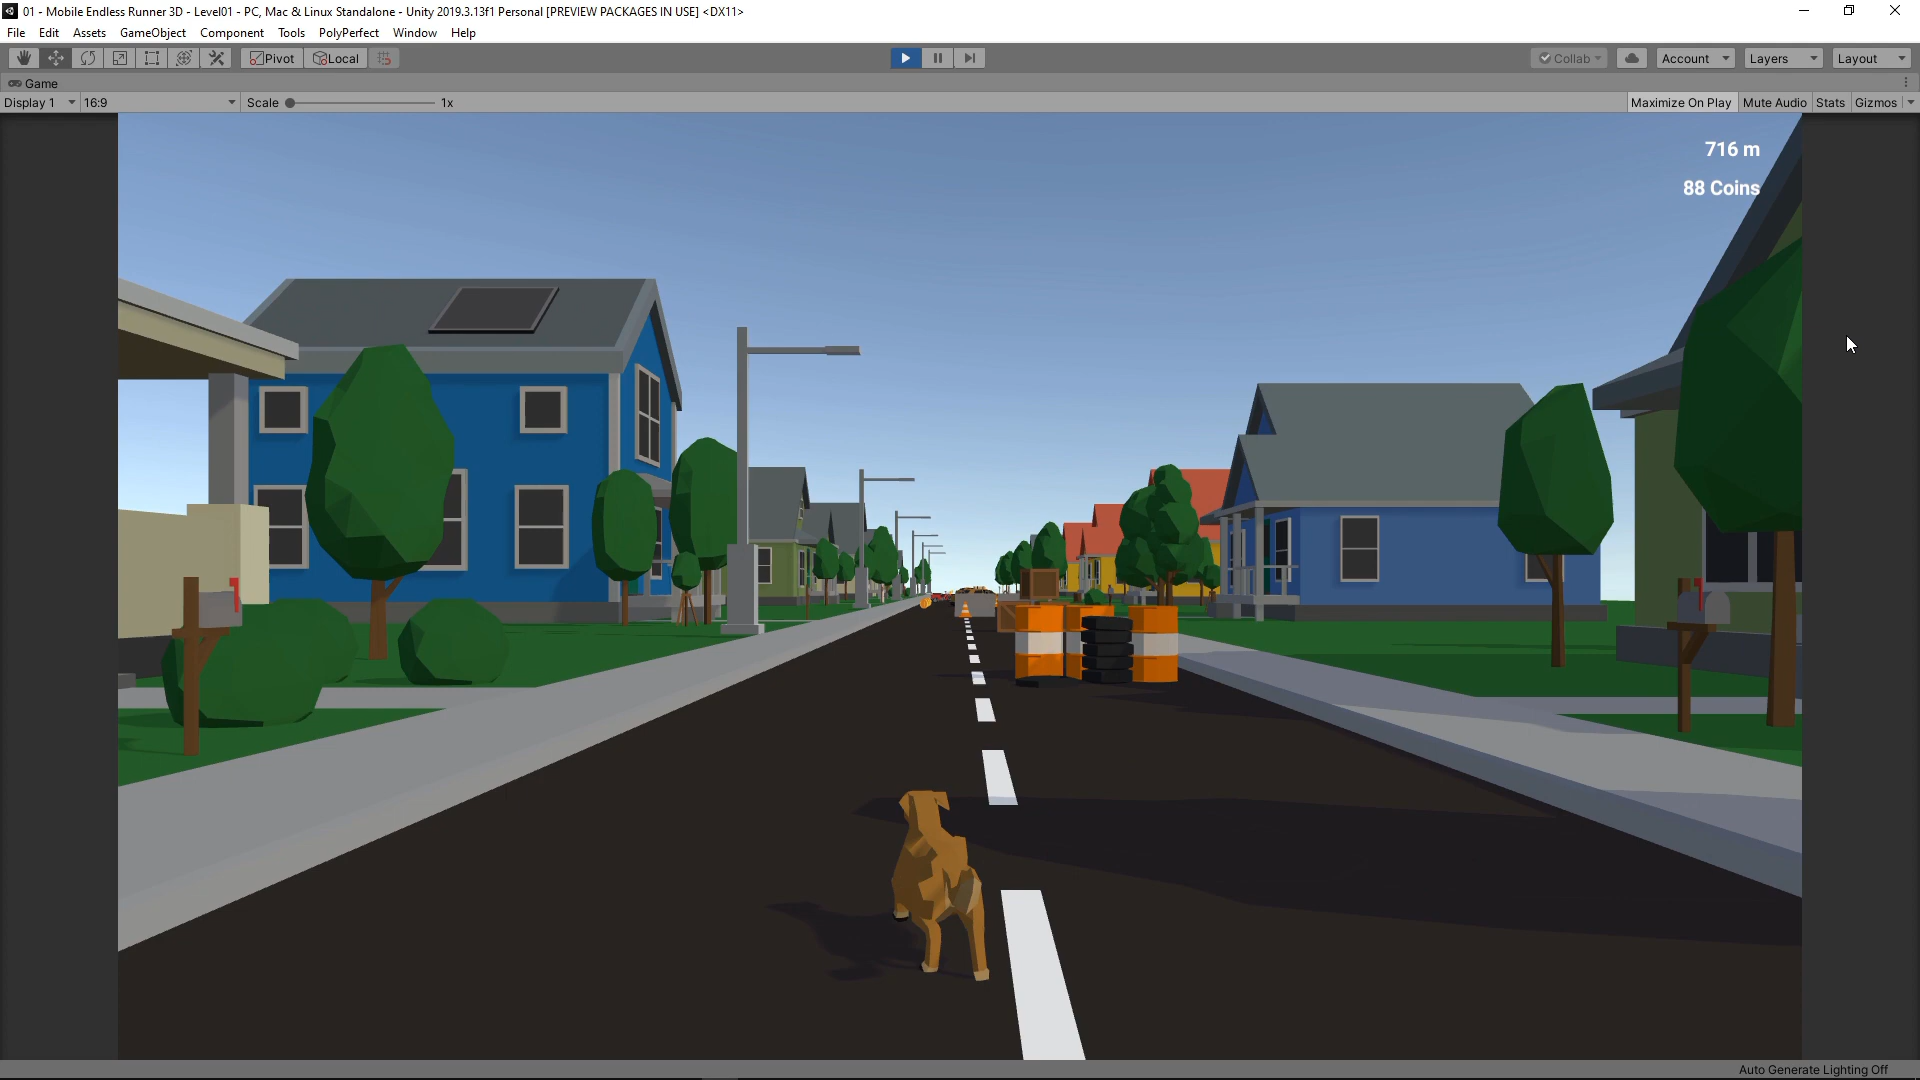 01 - Mobile Endless Runner 3D - Level01 - PC, Mac & Linux Standalone - Unity 2019.3.13f1 Personal [PREVIEW PACKAGES IN USE] <DX11>
File Edit Assets GameObject Component Tools PolyPerfect Window Help
Pivot Local Collab Account Layers Layout
Game
Display 1 16:9 Scale 1x Maximize On Play Mute Audio Stats Gizmos
716 m
88 Coins
Auto Generate Lighting Off